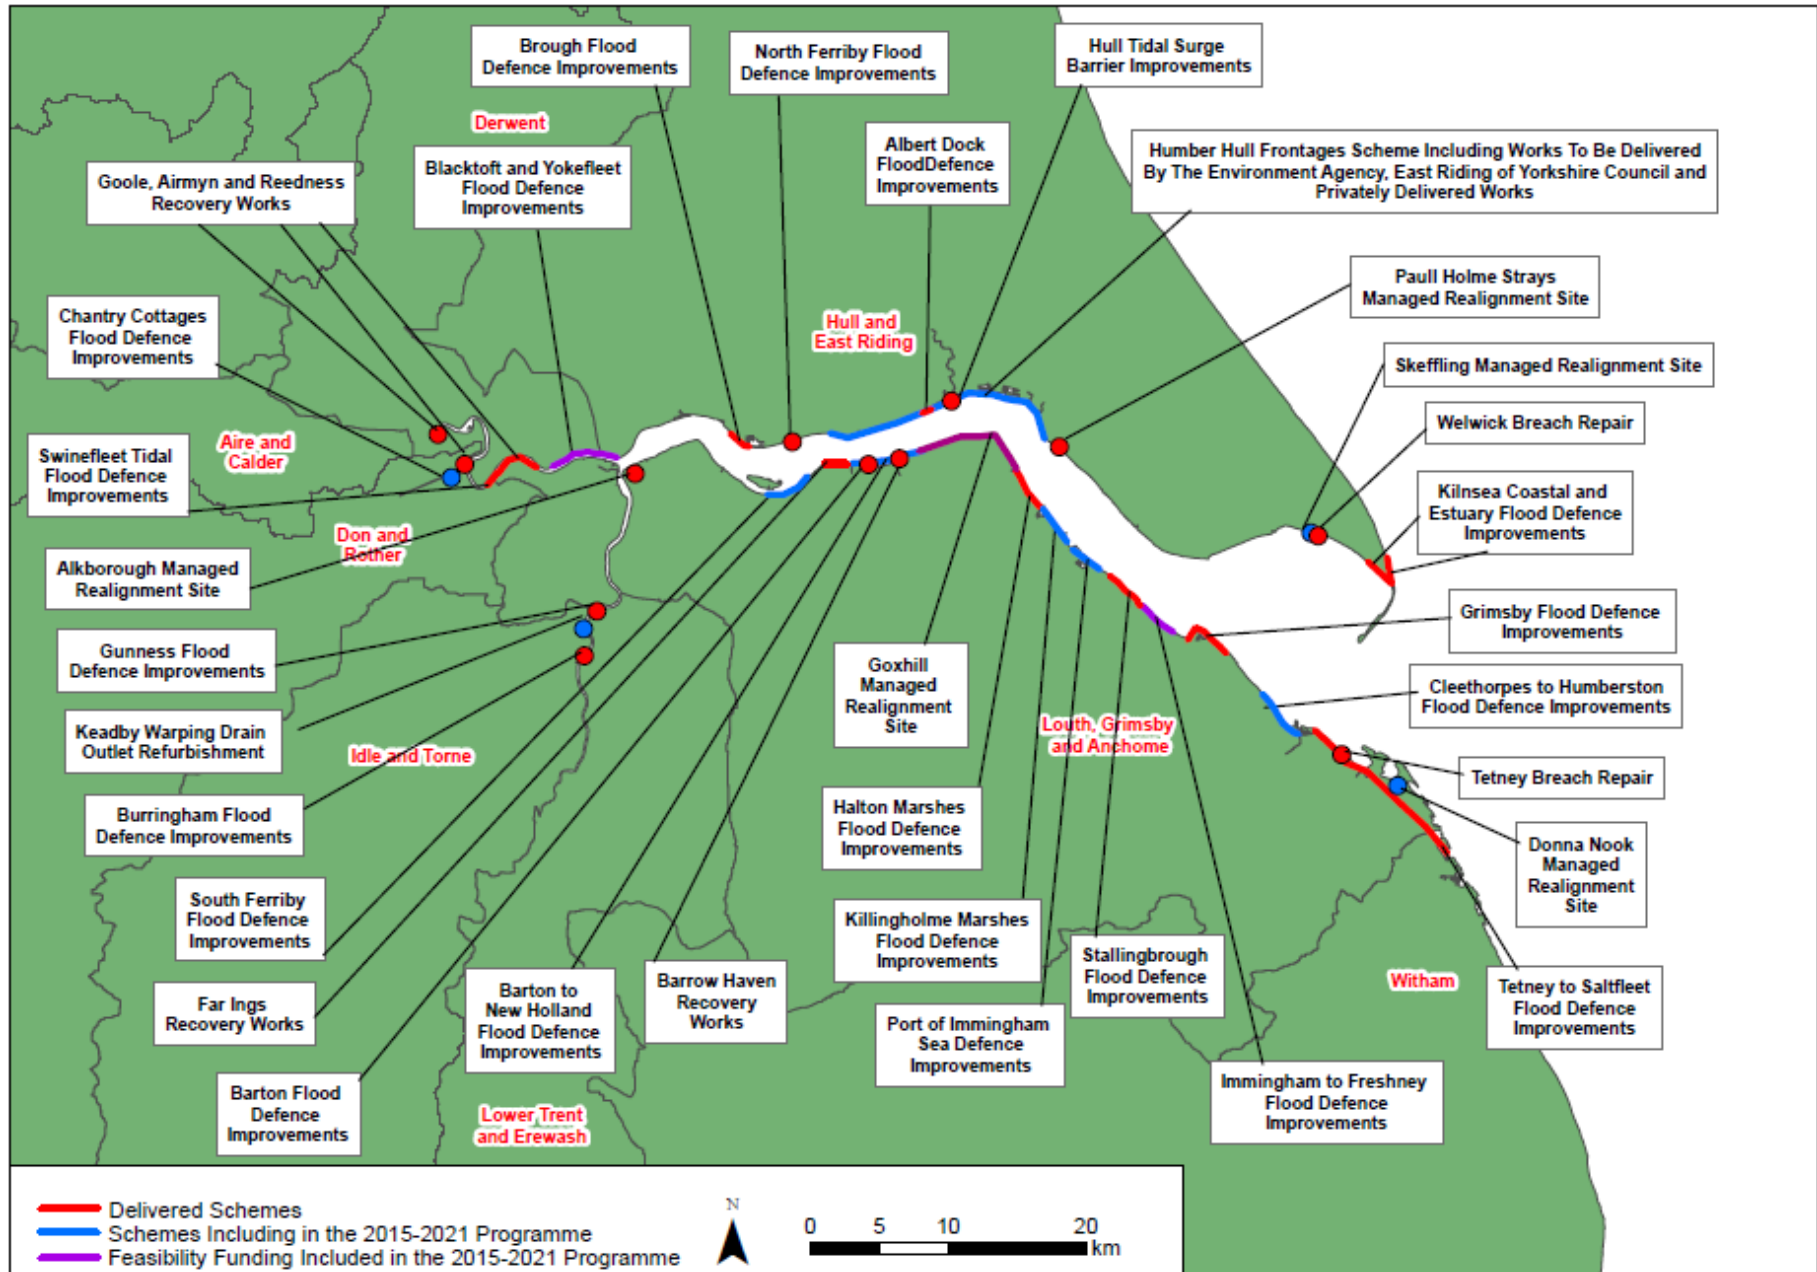 Brough Flood
Defence Improvements
North Ferriby Flood
Defence Improvements
Hull Tidal Surge
Barrier Improvements
Derwent
Albert Dock
FloodDefence
Improvements
Humber Hull Frontages Scheme Including Works To Be Delivered
By The Environment Agency, East Riding of Yorkshire Council and
Privately Delivered Works
Goole, Airmyn and Reedness
Recovery Works
Blacktoft and Yokefleet
Flood Defence
Improvements
Paull Holme Strays
Managed Realignment Site
Chantry Cottages
Flood Defence
Improvements
Hull and
East Riding
Skeffling Managed Realignment Site
Welwick Breach Repair
Aire and
Calder
Swinefleet Tidal
Flood Defence
Improvements
Kilnsea Coastal and
Estuary Flood Defence
Improvements
Don and
Rother
Alkborough Managed
Realignment Site
Grimsby Flood Defence
Improvements
Gunness Flood
Defence Improvements
Goxhill
Managed
Realignment
Site
Cleethorpes to Humberston
Flood Defence Improvements
Keadby Warping Drain
Outlet Refurbishment
Idle and Torne
Louth, Grimsby
and Anchome
Tetney Breach Repair
Burringham Flood
Defence Improvements
Halton Marshes
Flood Defence
Improvements
Donna Nook
Managed
Realignment
Site
South Ferriby
Flood Defence
Improvements
Killingholme Marshes
Flood Defence
Improvements
Stallingbrough
Flood Defence
Improvements
Witham
Far Ings
Recovery Works
Barton to
New Holland
Flood Defence
Improvements
Barrow Haven
Recovery
Works
Port of Immingham
Sea Defence
Improvements
Tetney to Saltfleet
Flood Defence
Improvements
Barton Flood
Defence
Improvements
Lower Trent
and Erewash
Immingham to Freshney
Flood Defence
Improvements
Delivered Schemes
Schemes Including in the 2015-2021 Programme
Feasibility Funding Included in the 2015-2021 Programme
N
0 5 10 20
km